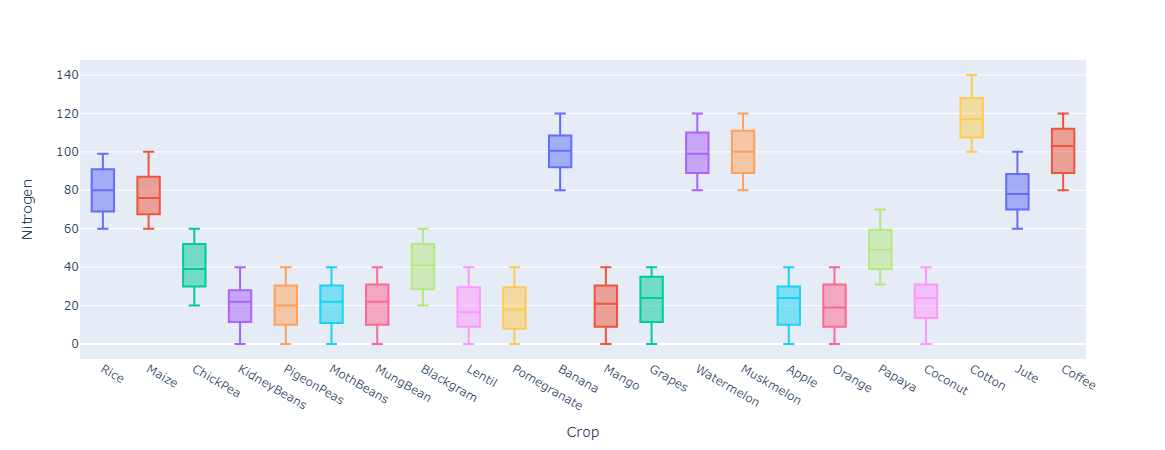 140
120
100
80
60
40
20
0
Nitrogen
Rice
Maize
ChickPea
KidneyBeans
PigeonPeas
MothBeans
MungBean
Blackgram
Lentil
Pomegranate
Banana
Mango
Grapes
Watermelon
Muskmelon
Apple
Orange
Papaya
Coconut
Cotton
Jute
Coffee
Crop